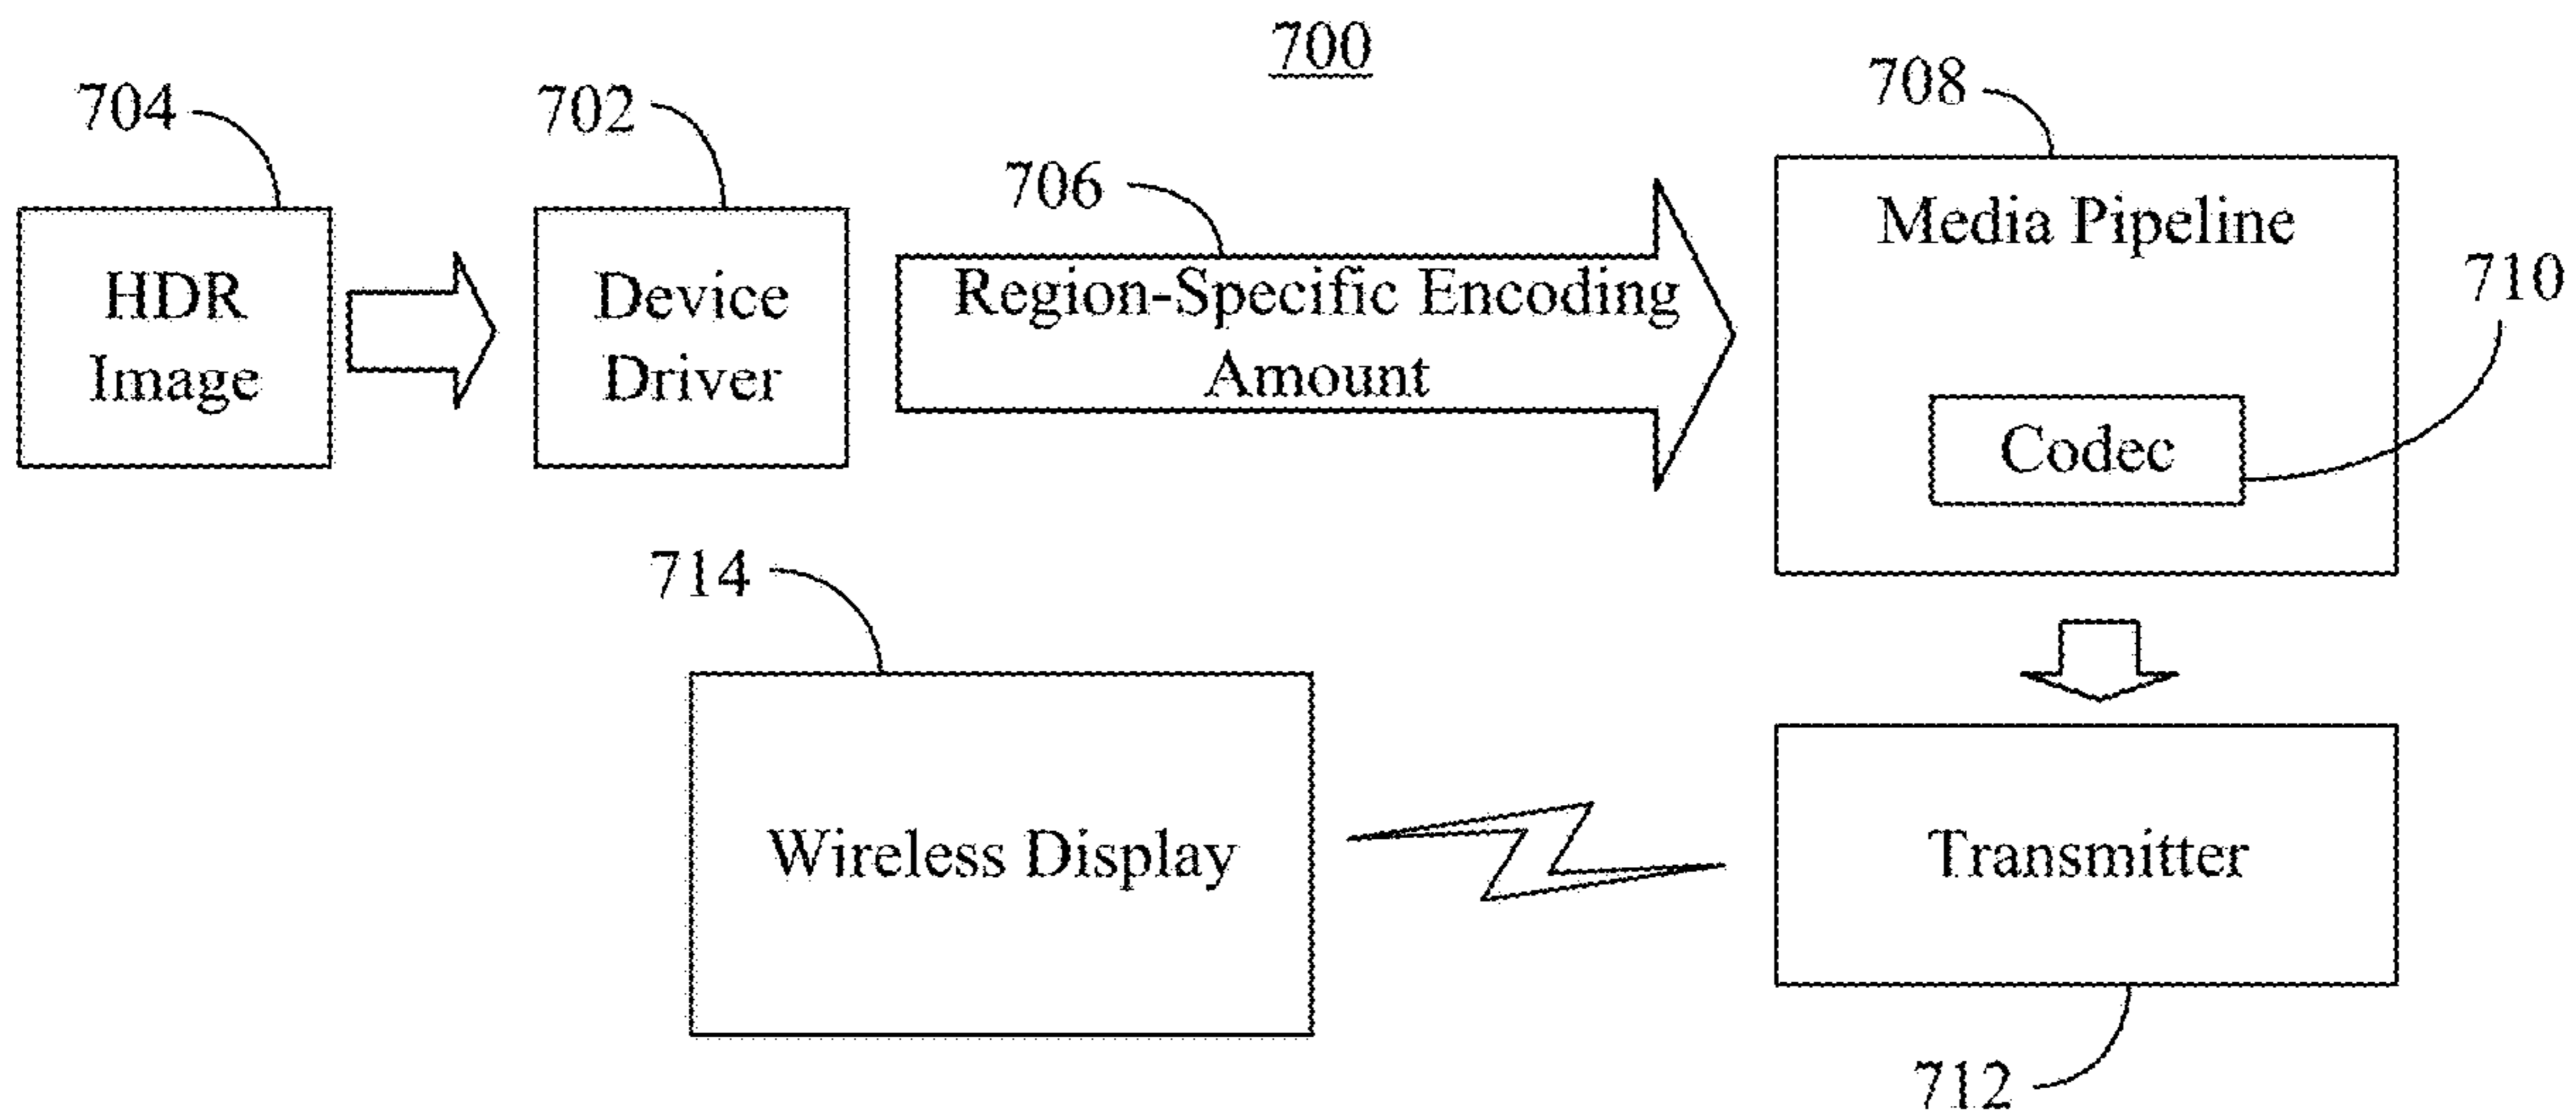 700
704
702
706
708
710
HDR
Image
Device
Driver
Region-Specific Encoding
Amount
Media Pipeline
Codec
714
Wireless Display
Transmitter
712